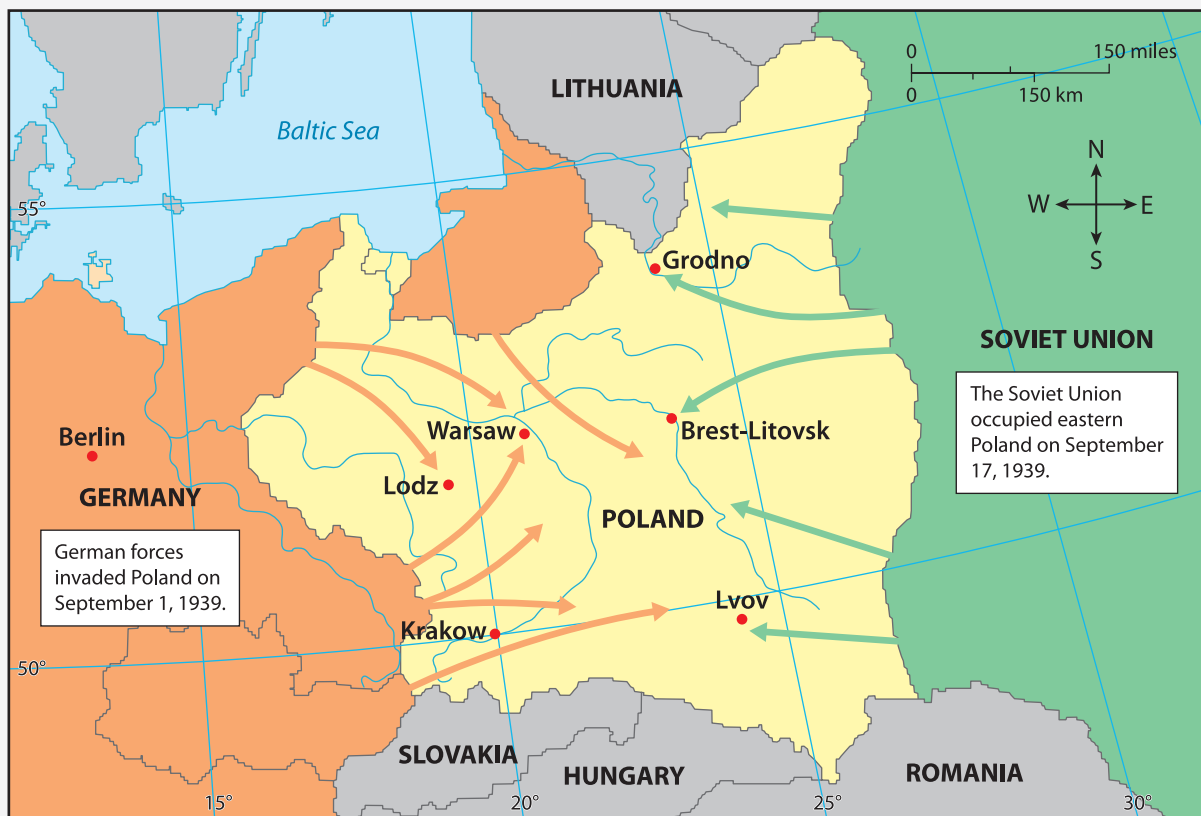 0 150 miles
0 150 km
LITHUANIA
Baltic Sea
N
W E
S
55°
Grodno
SOVIET UNION
The Soviet Union
occupied eastern
Poland on September
17, 1939.
Berlin
Warsaw
Brest-Litovsk
Lodz
GERMANY
POLAND
German forces
invaded Poland on
September 1, 1939.
Lvov
Krakow
50°
SLOVAKIA
HUNGARY
ROMANIA
15°
20°
25°
30°